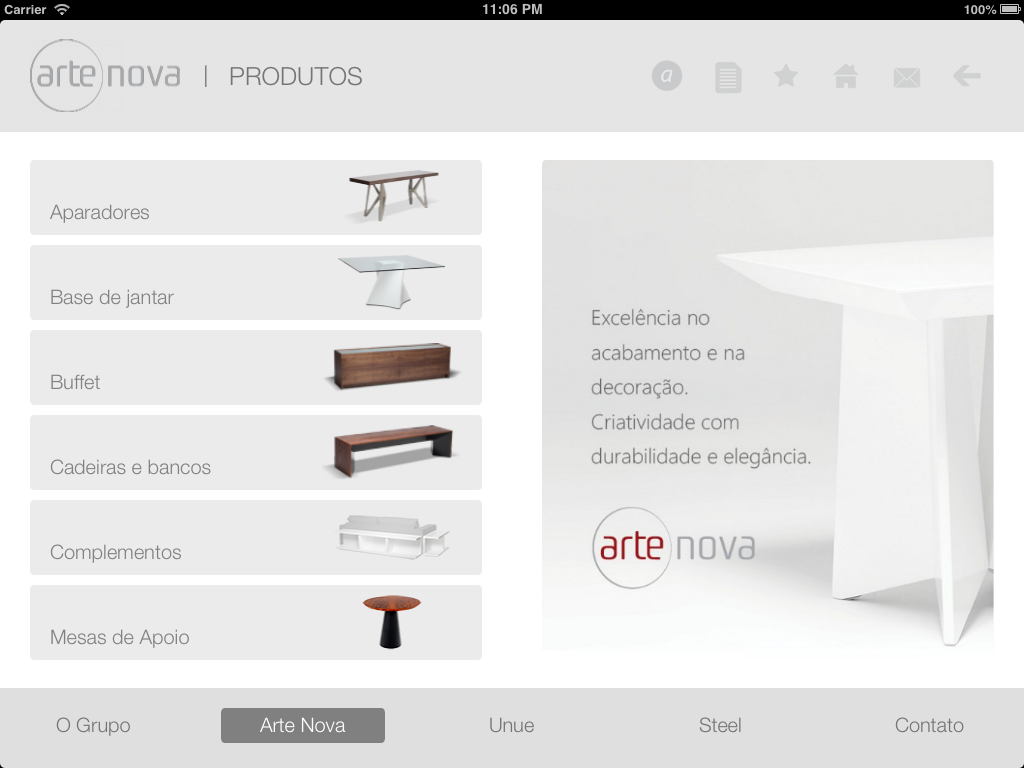 Carrier 11:06 PM 100%
arte nova | PRODUTOS
a
Aparadores
Base de jantar
Buffet
Cadeiras e bancos
Complementos
Mesas de Apoio
Excelência no
acabamento e na
decoração.
Criatividade com
durabilidade e elegância.
arte nova
O Grupo Arte Nova Unue Steel Contato